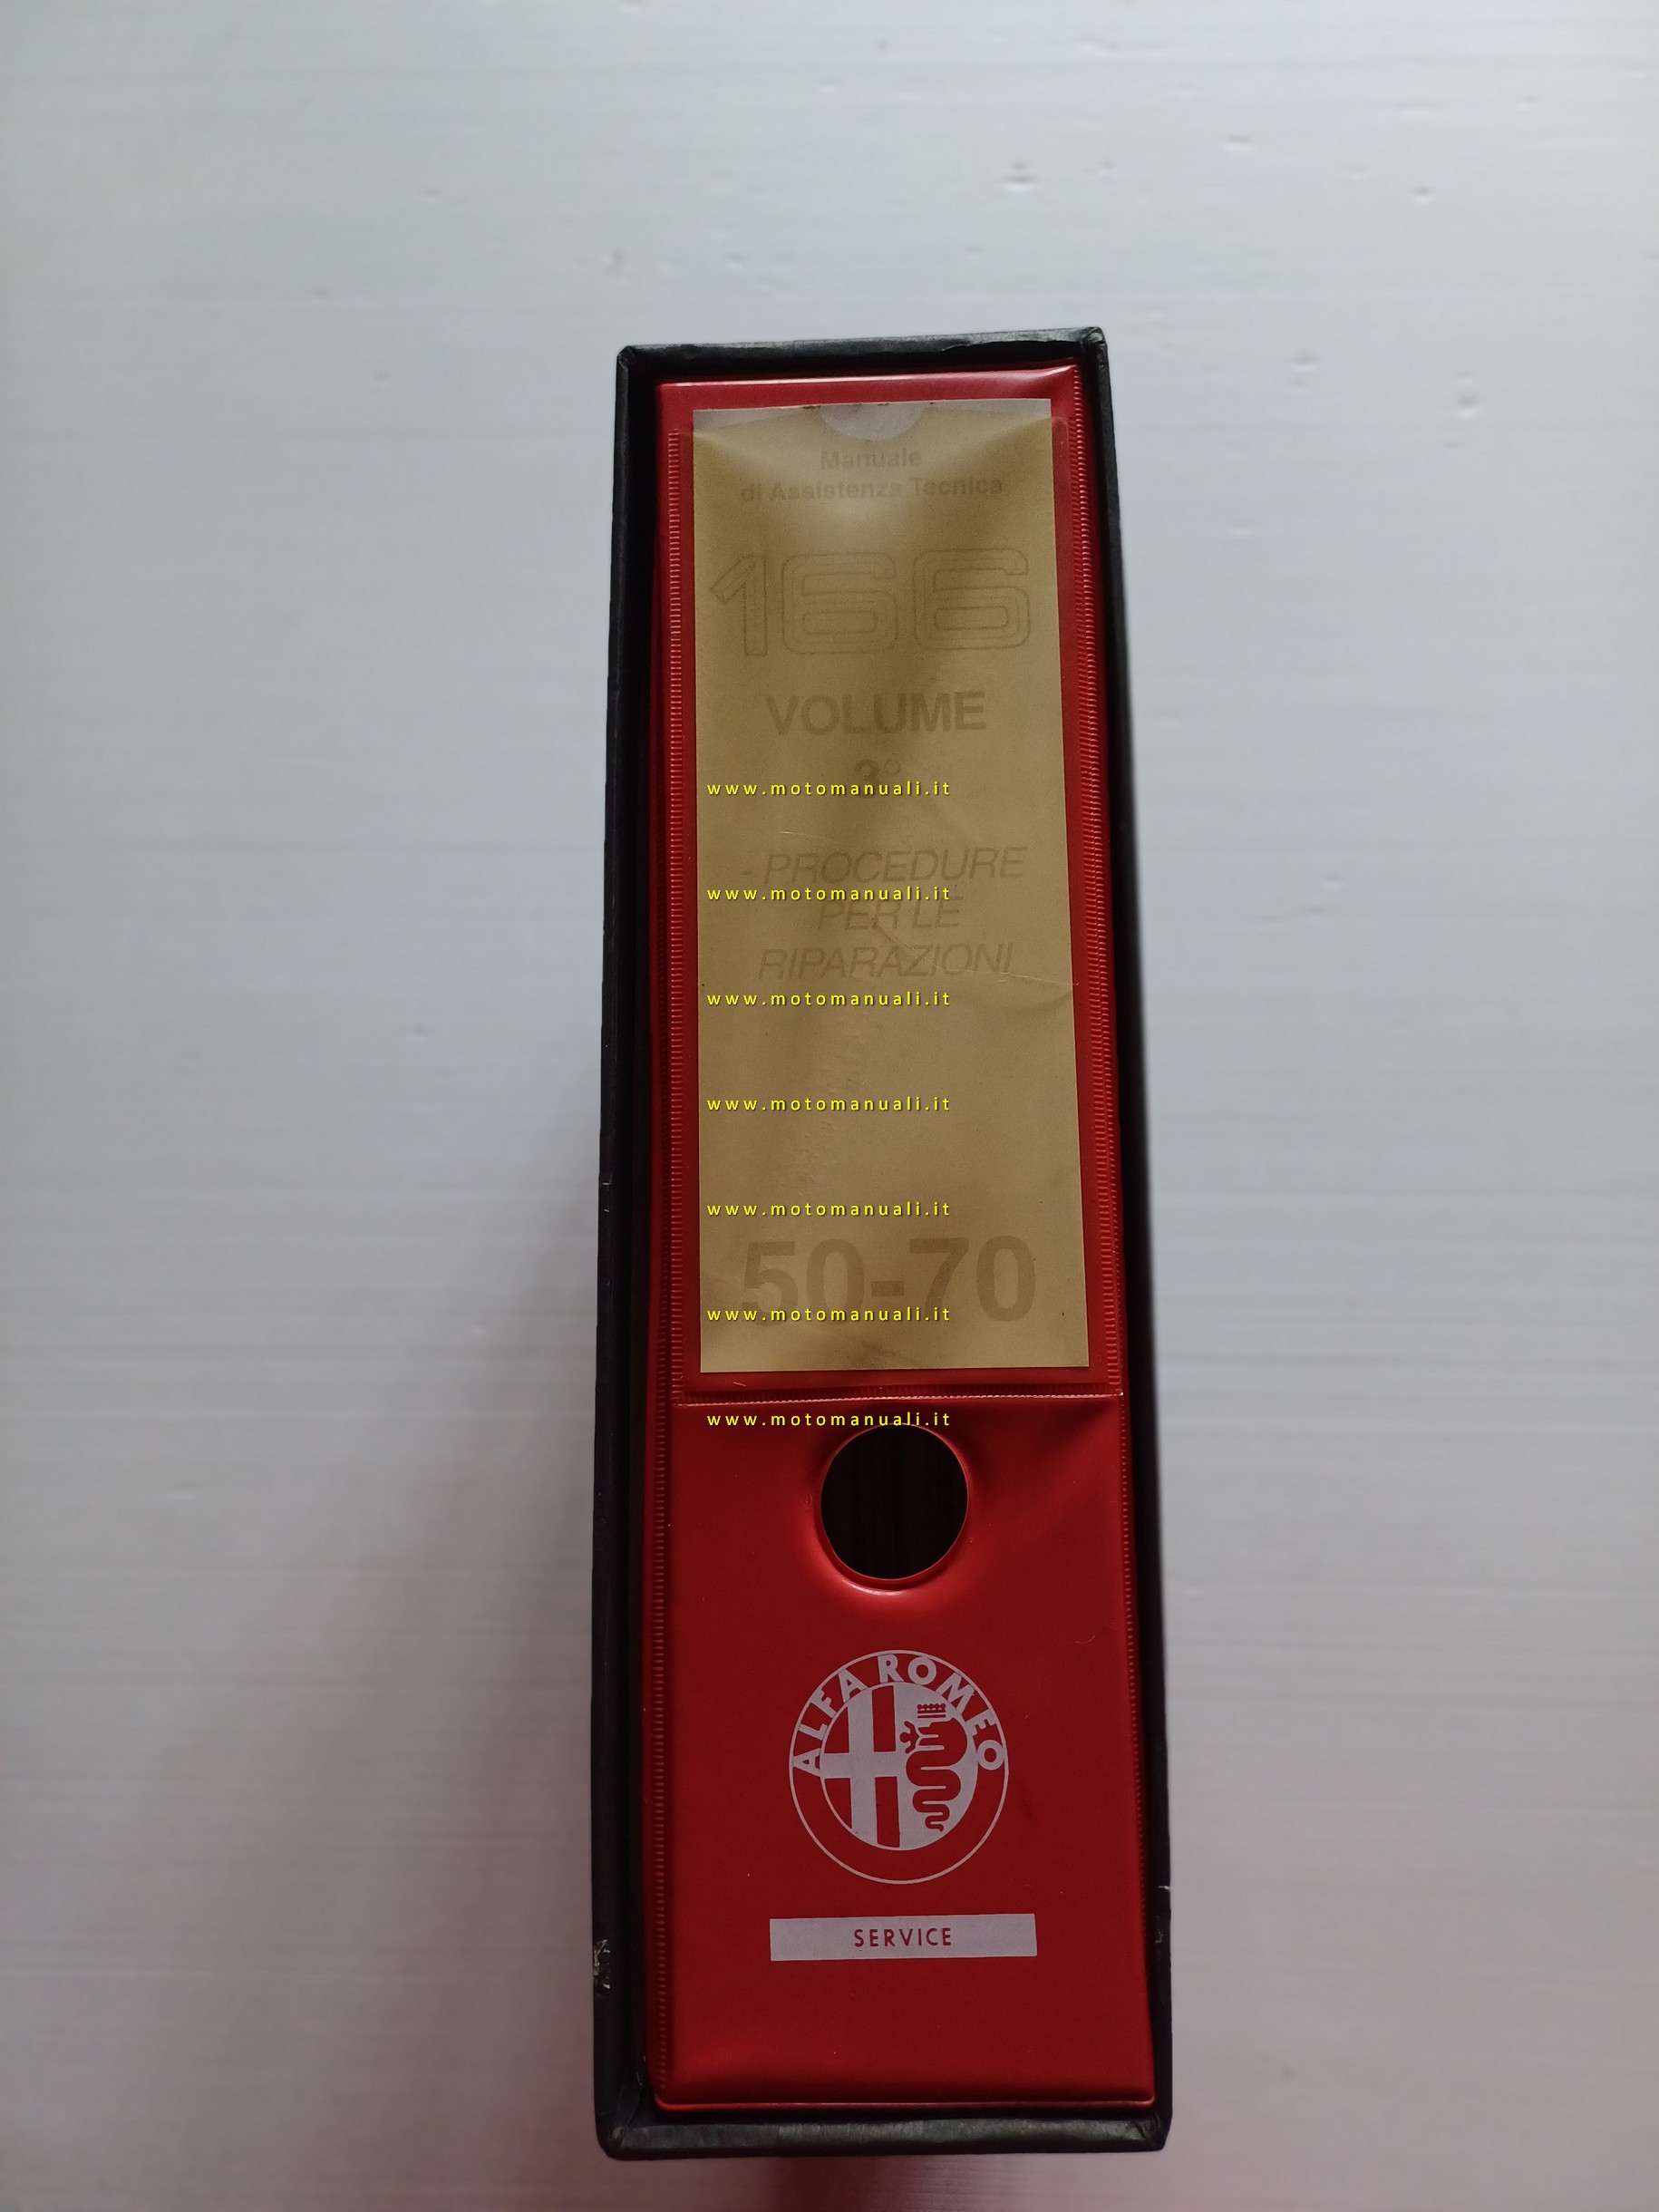 Manuale
di Assistenza Tecnica
166
VOLUME
3°
www.motomanuali.it
- PROCEDURE
www.motomanuali.it
PER LE
RIPARAZIONI
www.motomanuali.it
www.motomanuali.it
www.motomanuali.it
50-70
www.motomanuali.it
www.motomanuali.it
ALFA ROMEO
SERVICE